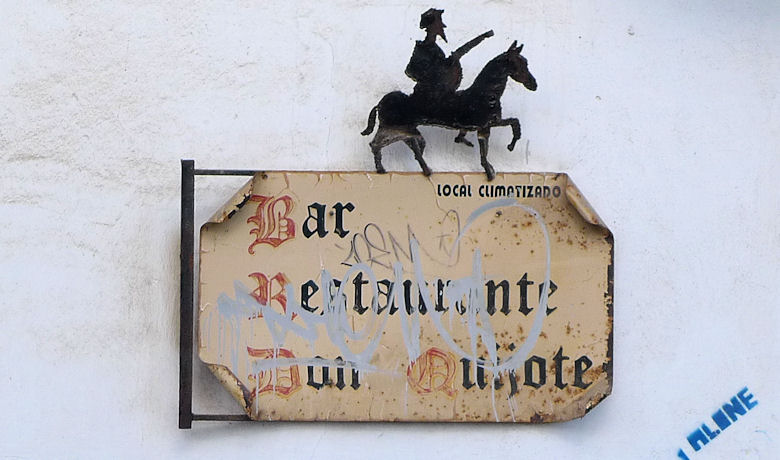 LOCAL CLIMATIZADO
Bar
Restaurante
Don Quijote